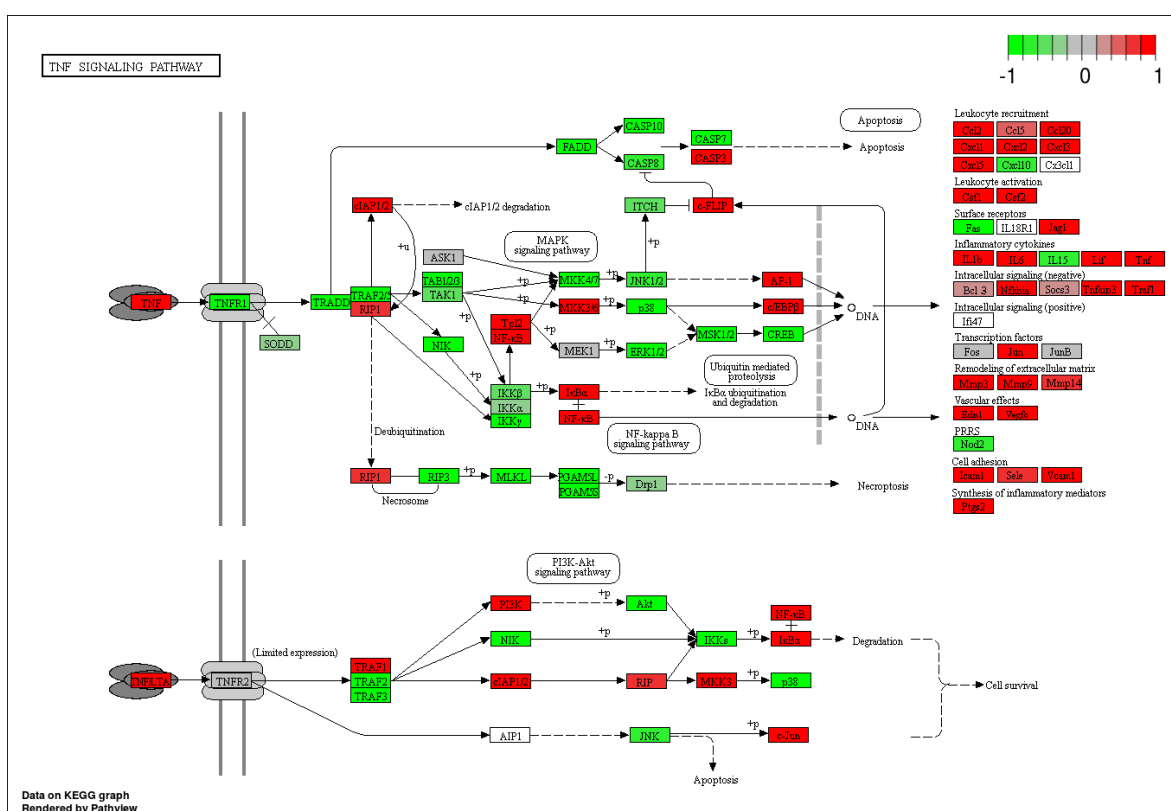 TNF SIGNALING PATHWAY
-1 0 1
Leukocyte recruitment
Ccl2 Ccl5 Ccl20
Cxcl1 Cxcl2 Cxcl3
Cxcl5 Cxcl10 Cx3cl1
Leukocyte activation
Csf1 Csf2
Surface receptors
Fas IL18R1 Jag1
Inflammatory cytokines
IL1b IL6 IL15 Lif Tnf
Intracellular signaling (negative)
Bcl3 Nfkbia Socs3 Tnfaip3 Traf1
Intracellular signaling (positive)
Ifi47
Transcription factors
Fos Jun JunB
Remodeling of extracellular matrix
Mmp3 Mmp9 Mmp14
Vascular effects
Edn1 Vegfc
PRRS
Nod2
Cell adhesion
Icam1 Sele Vcam1
Synthesis of inflammatory mediators
Ptgs2
CASP10
FADD
CASP8
CASP7
CASP3
Apoptosis
Apoptosis
cIAP1/2
cIAP1/2 degradation
ITCH
c-FLIP
+u
+p
MAPK
signaling pathway
ASK1
TAB1/2/3
TAK1
+p
+p
+p
MKK4/7
+p
JNK1/2
AP-1
TNF
TNFR1
SODD
TRADD
TRAF2/5
RIP1
MKK3/6
+p
p38
c/EBPβ
DNA
Tpl2
NF-κB
NIK
+p
MEK1
+p
ERK1/2
MSK1/2
CREB
Ubiquitin mediated
proteolysis
IKKβ
IKKα
IKKγ
+p
IκBα
IκBα ubiquitination
and degradation
NF-κB
DNA
NF-kappa B
signaling pathway
Deubiquitination
RIP1
RIP3
+p
MLKL
PGAM5L
PGAM5S
-p
Drp1
Necroptosis
Necrosome
PI3K-Akt
signaling pathway
PI3K
+p
Akt
NIK
+p
IKKs
+p
NF-κB
IκBα
Degradation
(Limited expression)
TNFR2
TRAF1
TRAF2
TRAF3
cIAP1/2
RIP
MKK3
+p
p38
Cell survival
AIP1
JNK
+p
c-Jun
Apoptosis
Data on KEGG graph
Rendered by Pathview